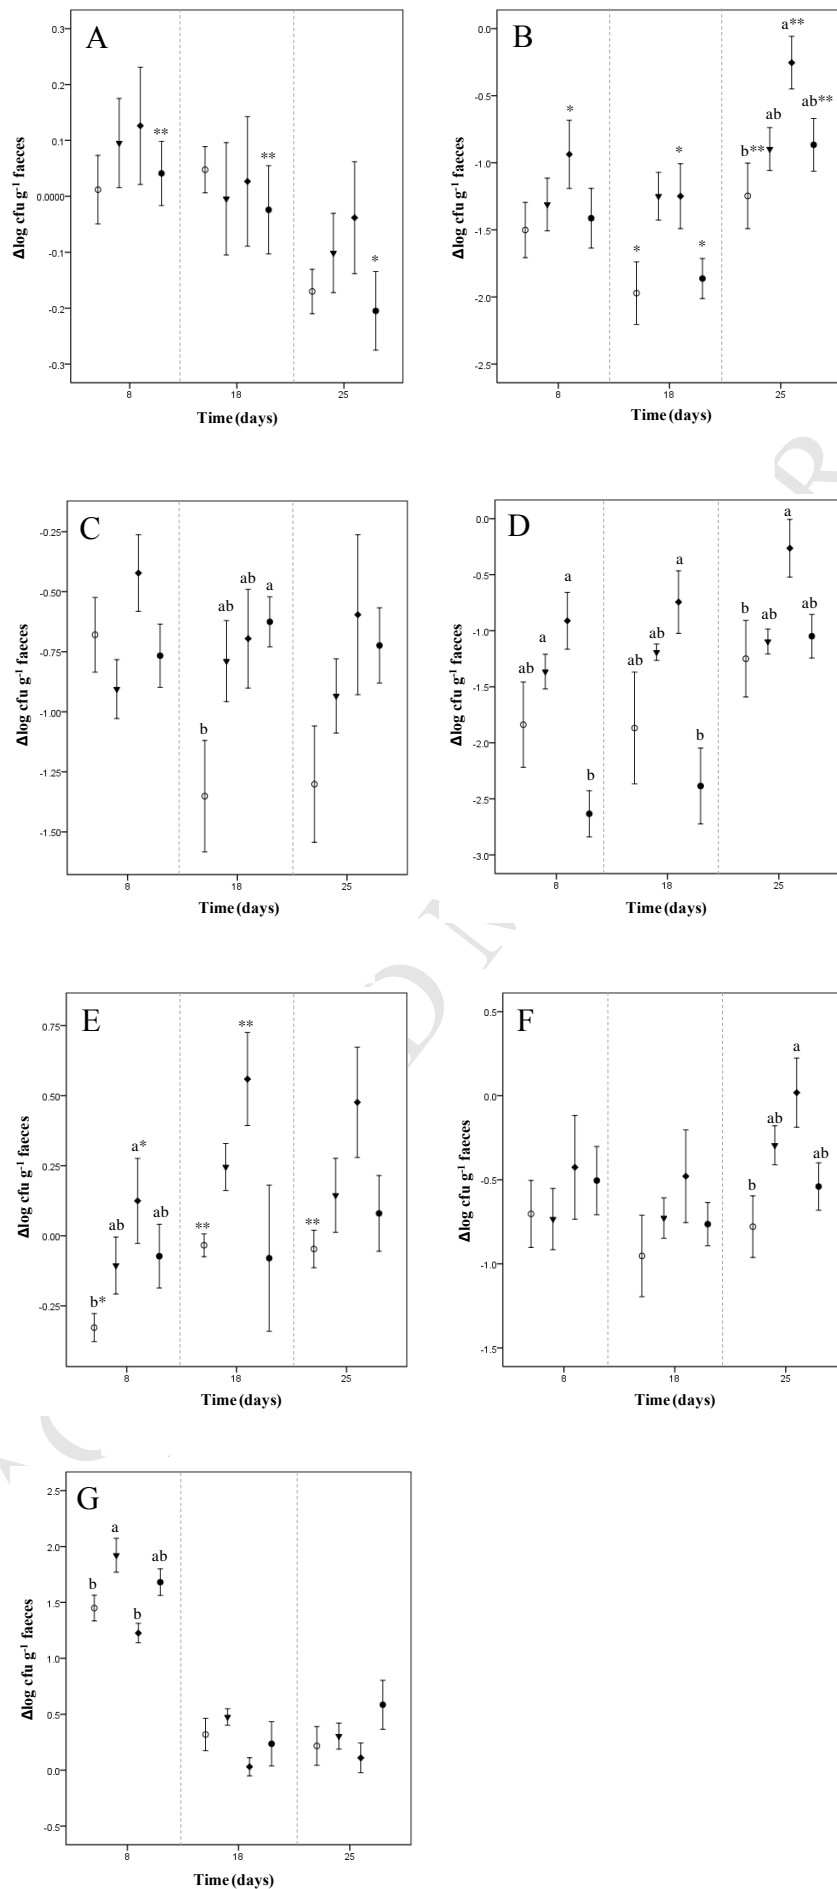 A
0.3
0.2
0.1
0.0000
-0.1
-0.2
-0.3
Δlog cfu g-1 faeces
**
**
*
8
18
25
Time (days)
B
0.0
-0.5
-1.0
-1.5
-2.0
-2.5
Δlog cfu g-1 faeces
a**
ab**
ab
b**
*
*
*
*
8
18
25
Time (days)
C
-0.25
-0.50
-0.75
-1.00
-1.25
-1.50
Δlog cfu g-1 faeces
ab
ab
a
b
8
18
25
Time (days)
D
0.0
-0.5
-1.0
-1.5
-2.0
-2.5
-3.0
Δlog cfu g-1 faeces
ab
a
a
b
ab
ab
a
b
b
ab
a
ab
8
18
25
Time (days)
E
0.75
0.50
0.25
0.00
-0.25
Δlog cfu g-1 faeces
b*
ab
a*
ab
**
**
**
8
18
25
Time (days)
F
0.5
0.0
-0.5
-1.0
-1.5
Δlog cfu g-1 faeces
b
ab
a
ab
8
18
25
Time (days)
G
2.5
2.0
1.5
1.0
0.5
0.0
-0.5
Δlog cfu g-1 faeces
b
a
b
ab
8
18
25
Time (days)